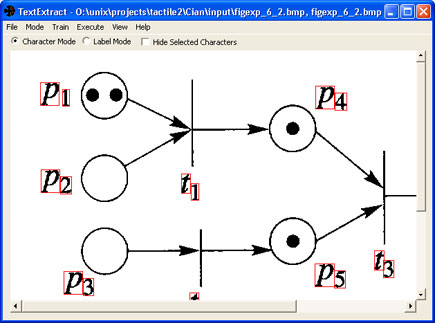 TextExtract - O:\unix\projects\tactile2\Cian\input\figexp_6_2.bmp, figexp_6_2.bmp
File Mode Train Execute View Help
Character Mode Label Mode Hide Selected Characters
p1
p4
p2
t1
p3
p5
t3
t